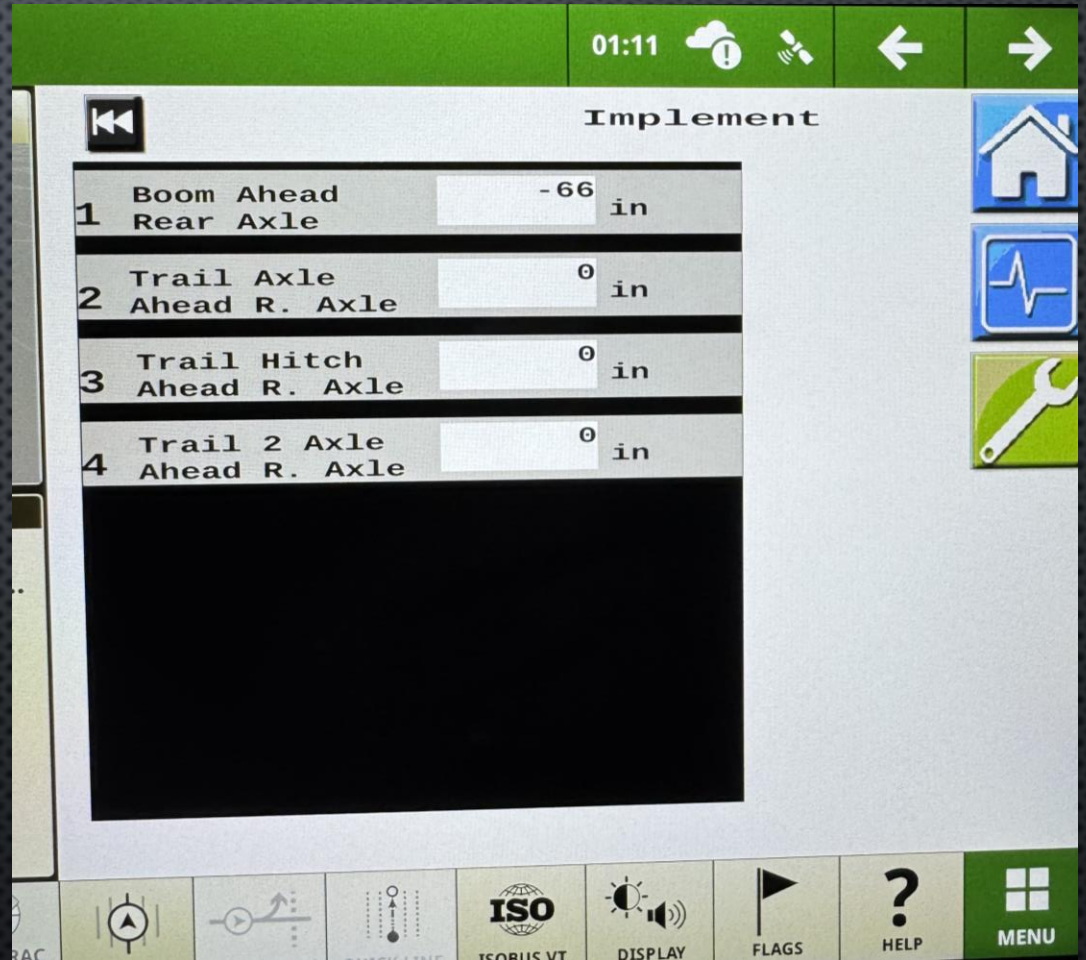 01:11
Implement
1 Boom Ahead Rear Axle -66 in
2 Trail Axle Ahead R. Axle 0 in
3 Trail Hitch Ahead R. Axle 0 in
4 Trail 2 Axle Ahead R. Axle 0 in
ISO
ISOBUS VT
DISPLAY
FLAGS
?
HELP
MENU